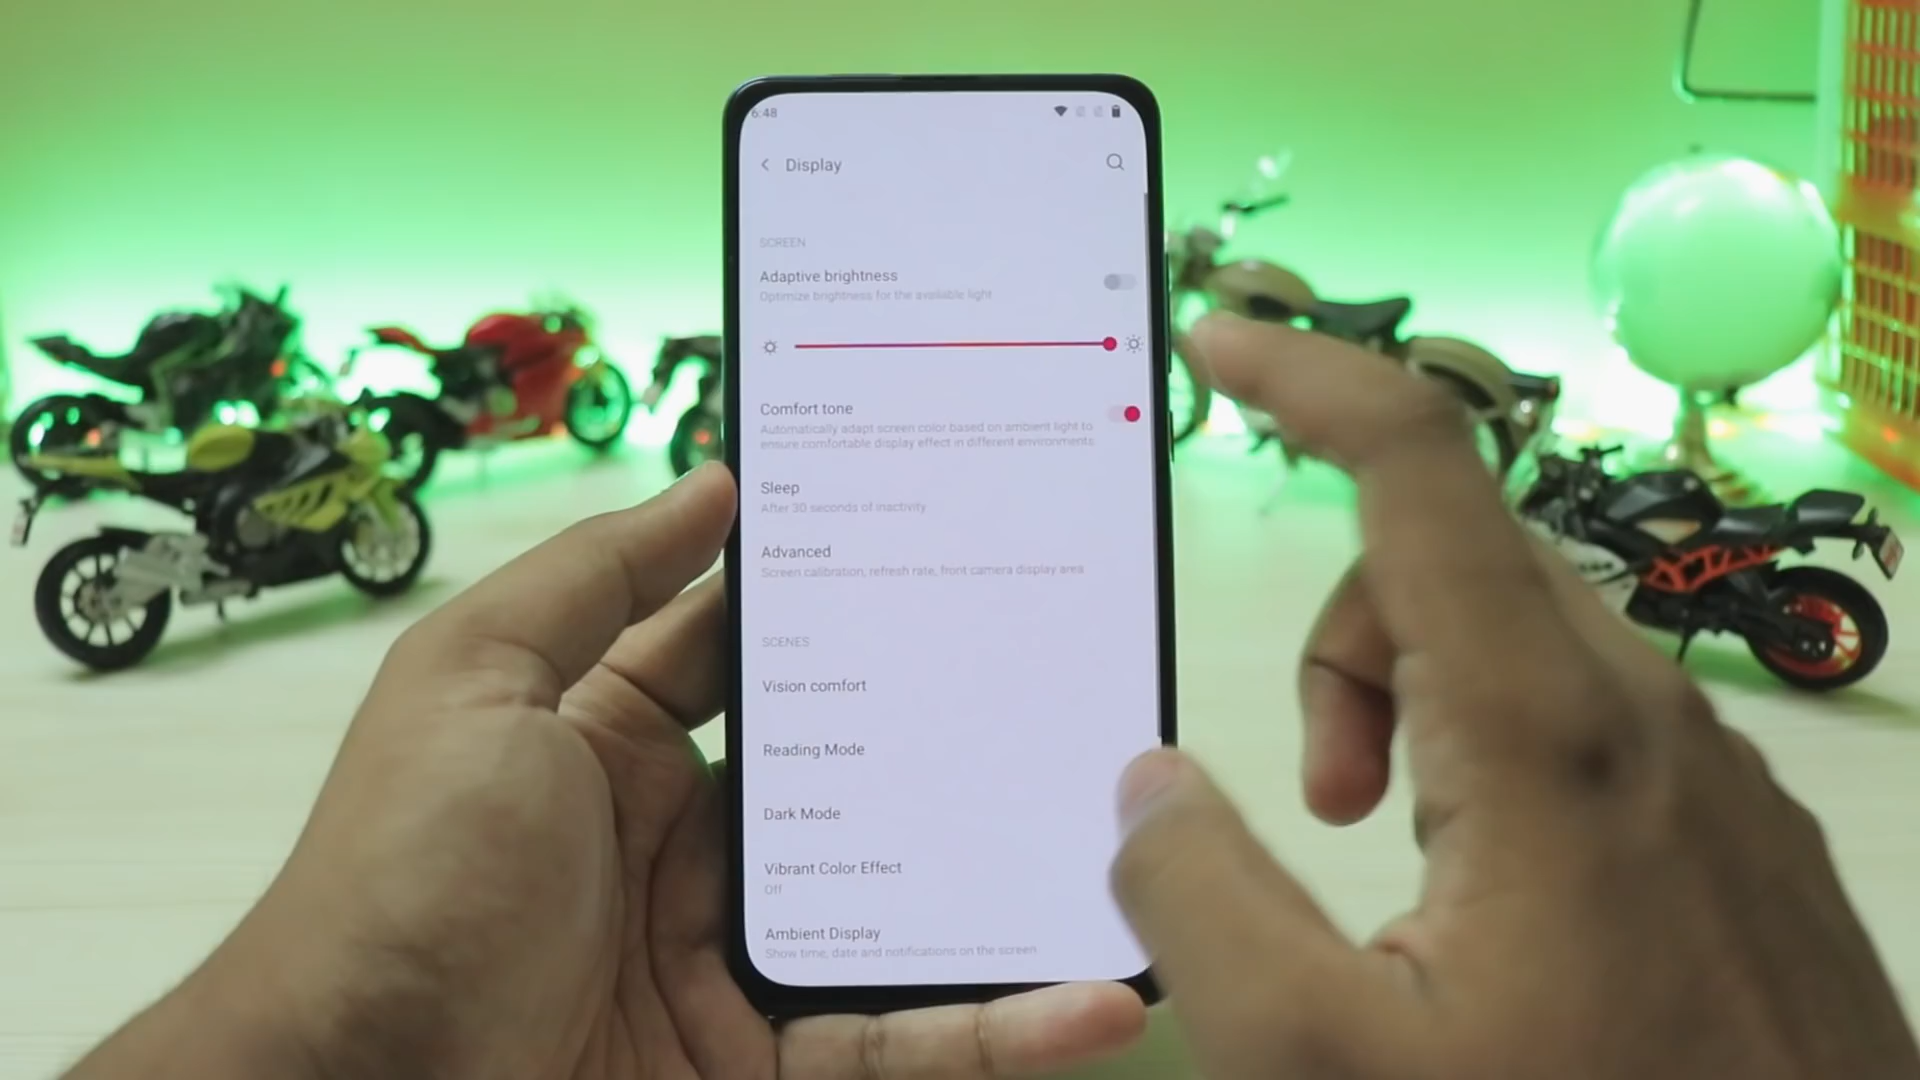 6:48
Display
SCREEN
Adaptive brightness
Optimize brightness for the available light
Comfort tone
Automatically adapt screen color based on ambient light to
ensure comfortable display effect in different environments
Sleep
After 30 seconds of inactivity
Advanced
Screen calibration, refresh rate, front camera display area
SCENES
Vision comfort
Reading Mode
Dark Mode
Vibrant Color Effect
Off
Ambient Display
Show time, date and notifications on the screen